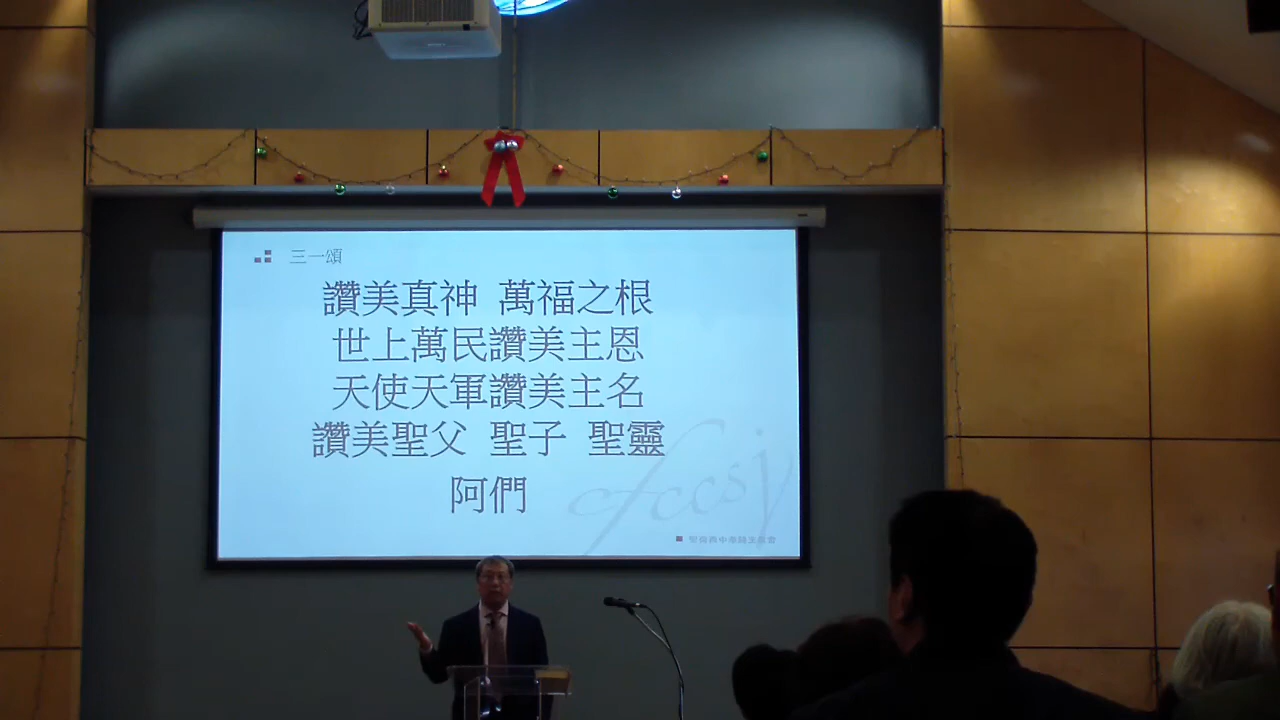 三一頌
讚美真神 萬福之根
世上萬民讚美主恩
天使天軍讚美主名
讚美聖父 聖子 聖靈
阿們
cfccsj